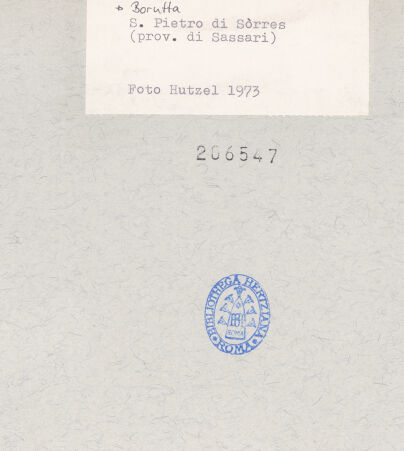 → Borutta
S. Pietro di Sòrres
(prov. di Sassari)
Foto Hutzel 1973
206547
BIBLIOTHECA HERTZIANA
ROMA